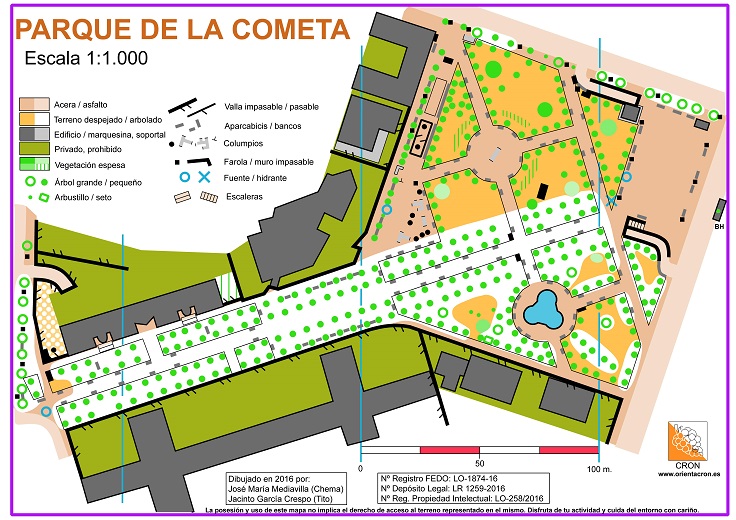 PARQUE DE LA COMETA
Escala 1:1.000
Acera / asfalto
Terreno despejado / arbolado
Edificio / marquesina, soportal
Privado, prohibido
Vegetación espesa
Árbol grande / pequeño
Arbustillo / seto
Valla impasable / pasable
Aparcabicis / bancos
Columpios
Farola / muro impasable
Fuente / hidrante
Escaleras
BH
CRON
www.orientacron.es
0
50
100 m.
Dibujado en 2016 por:
José María Mediavilla (Chema)
Jacinto García Crespo (Tito)
Nº Registro FEDO: LO-1874-16
Nº Depósito Legal: LR 1259-2016
Nº Reg. Propiedad Intelectual: LO-258/2016
La posesión y uso de este mapa no implica el derecho de acceso al terreno representado en el mismo. Disfruta de tu actividad y cuida del entorno con cariño.